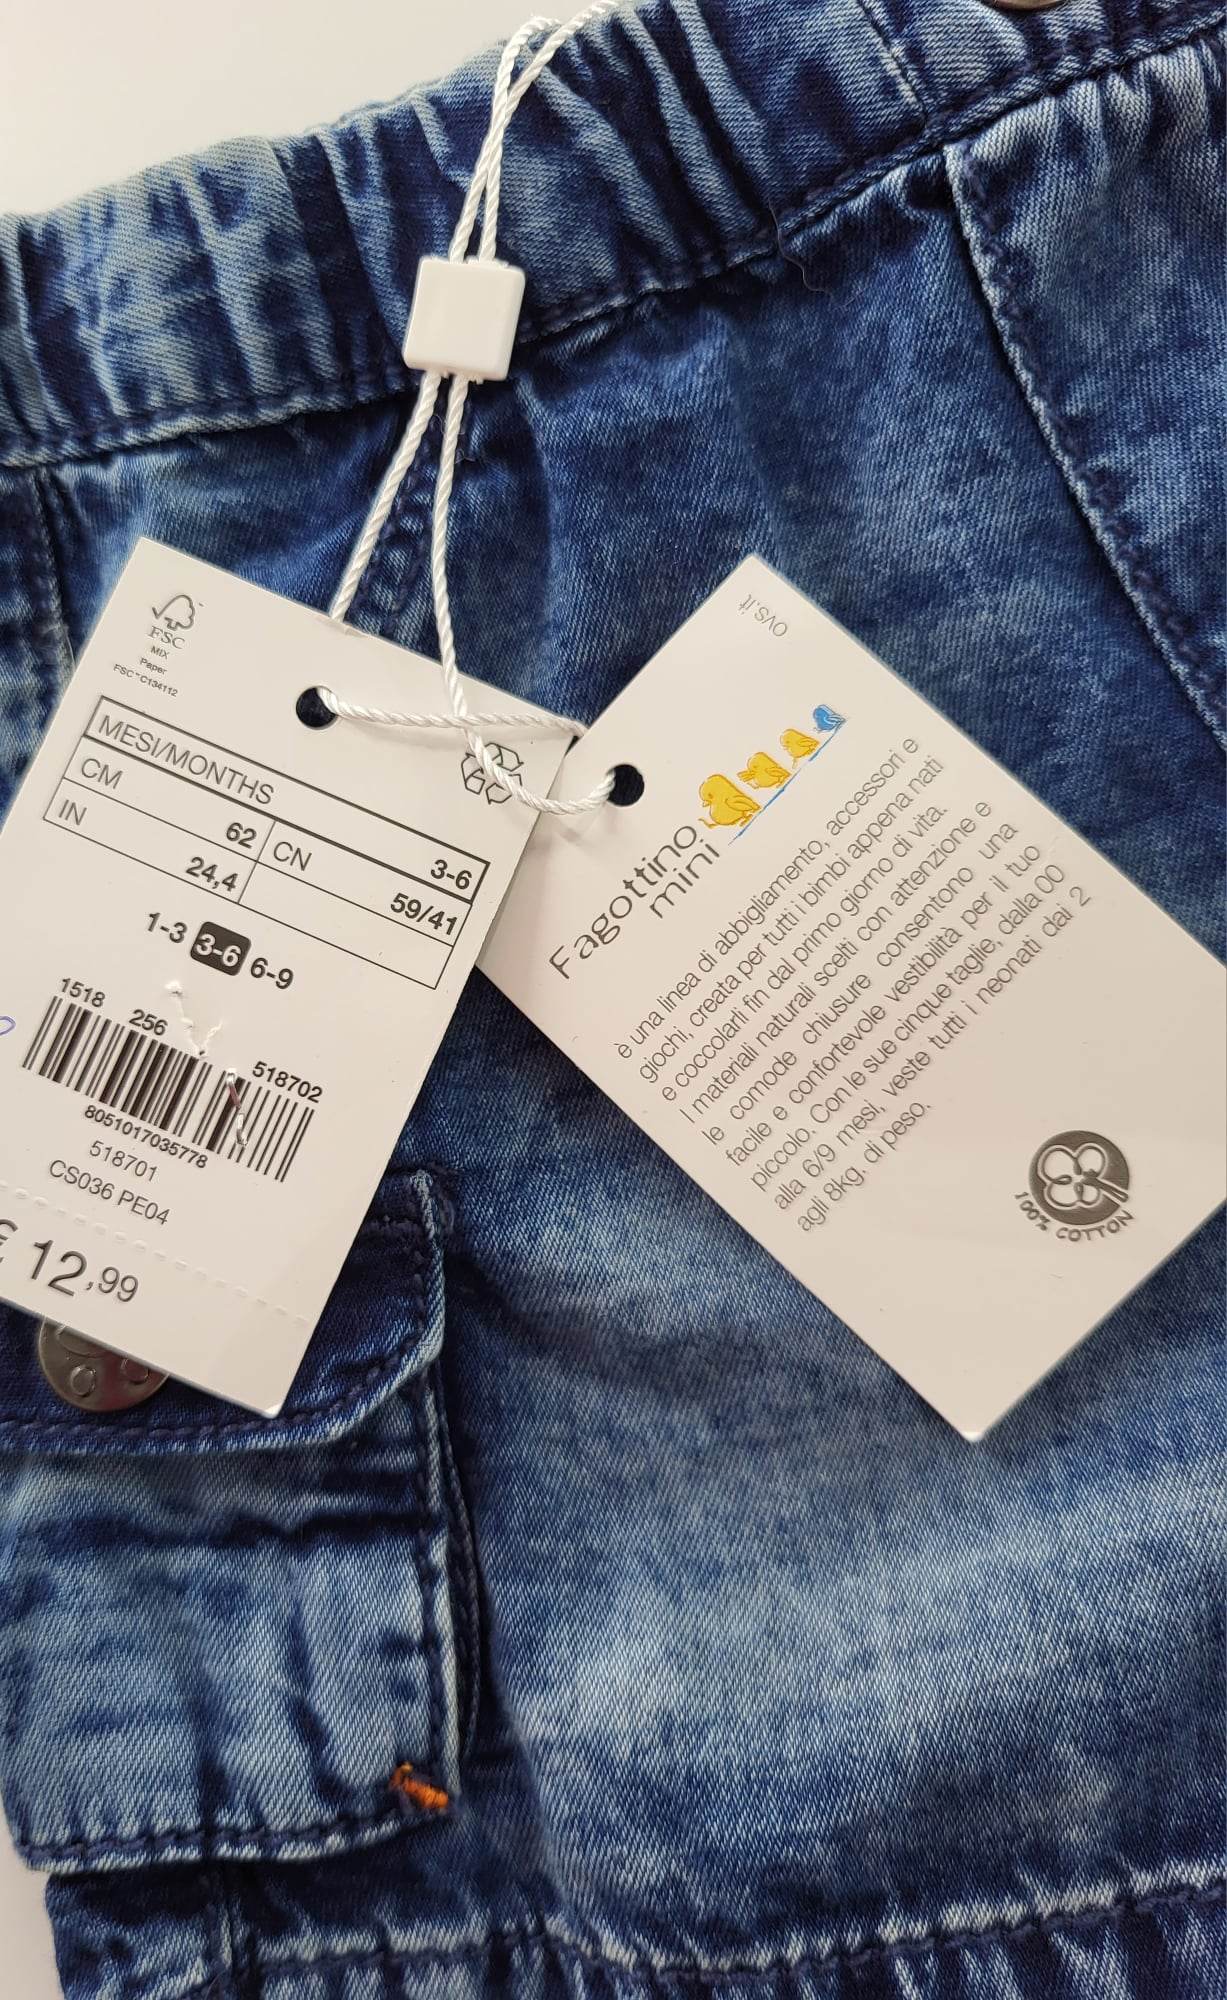 FSC
MIX
Paper
FSC™ C134112
MESI/MONTHS 3-6
CM 62 CN 59/41
IN 24,4
1-3 3-6 6-9
1518 256 518702
8051017035778
518701
CS036 PE04
€ 12,99
OVS.it
Fagottino
mini
è una linea di abbigliamento, accessori e
giochi, creata per tutti i bimbi appena nati
e coccolarli fin dal primo giorno di vita.
I materiali naturali scelti con attenzione e
le comode chiusure consentono una
facile e confortevole vestibilità per il tuo
piccolo. Con le sue cinque taglie, dalla 00
alla 6/9 mesi, veste tutti i neonati dai 2
agli 8kg. di peso.
100% COTTON